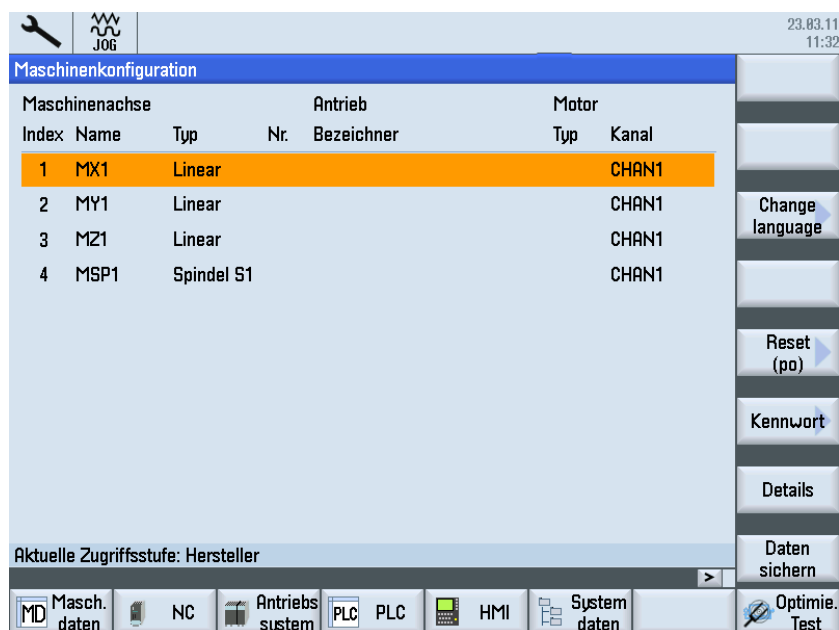 JOG
23.03.11
11:32
Maschinenkonfiguration
Maschinenachse Antrieb Motor
Index Name Typ Nr. Bezeichner Typ Kanal
1 MX1 Linear CHAN1
2 MY1 Linear CHAN1
3 MZ1 Linear CHAN1
4 MSP1 Spindel S1 CHAN1
Change
language
Reset
(po)
Kennwort
Details
Daten
sichern
Aktuelle Zugriffsstufe: Hersteller
>
MD Masch.
daten
NC
Antriebs
system
PLC PLC
HMI
System
daten
Optimie.
Test